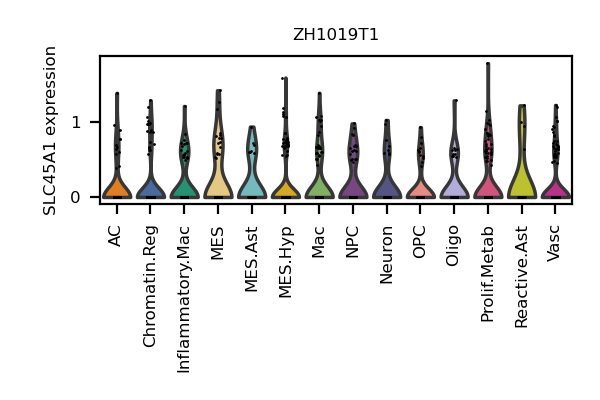 ZH1019T1
SLC45A1 expression
1
0
AC
Chromatin.Reg
Inflammatory.Mac
MES
MES.Ast
MES.Hyp
Mac
NPC
Neuron
OPC
Oligo
Prolif.Metab
Reactive.Ast
Vasc